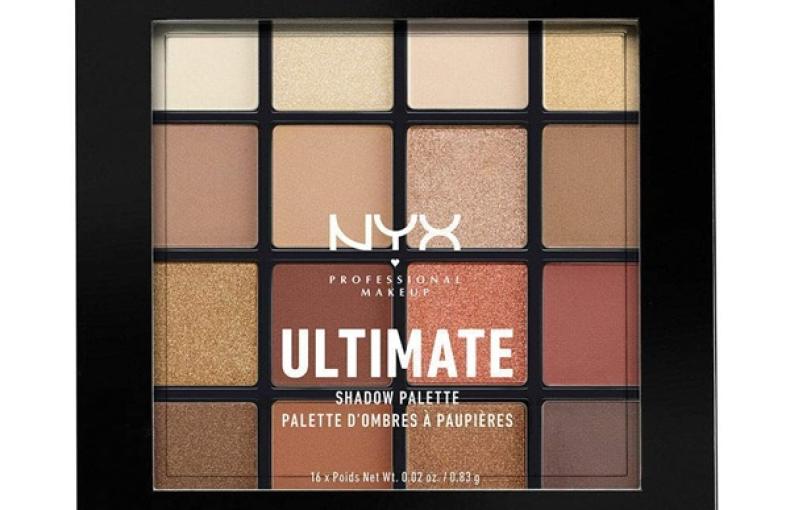 NYX
PROFESSIONAL
MAKEUP
ULTIMATE
SHADOW PALETTE
PALETTE D'OMBRES À PAUPIÈRES
16 x Poids Net Wt. 0.02 oz. / 0.83 g